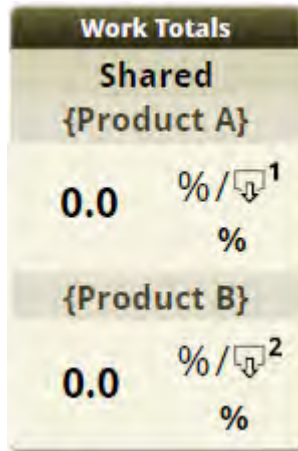 Work Totals
Shared
{Product A}
0.0 %/1
%
{Product B}
0.0 %/2
%